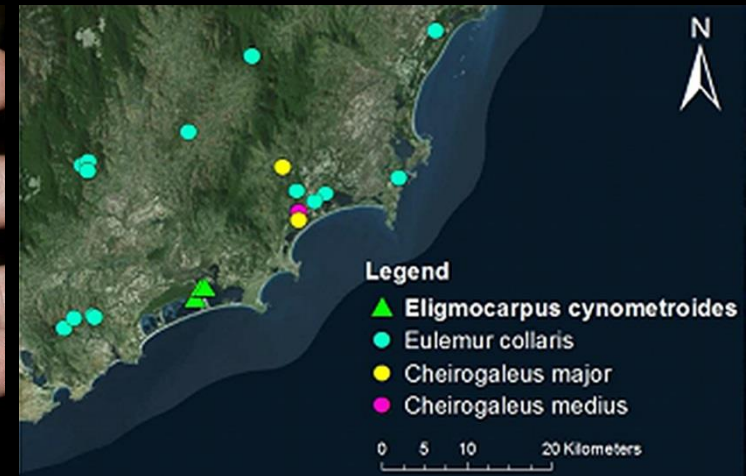 N
Legend
Eligmocarpus cynometroides
Eulemur collaris
Cheirogaleus major
Cheirogaleus medius
0 5 10 20 Kilometers